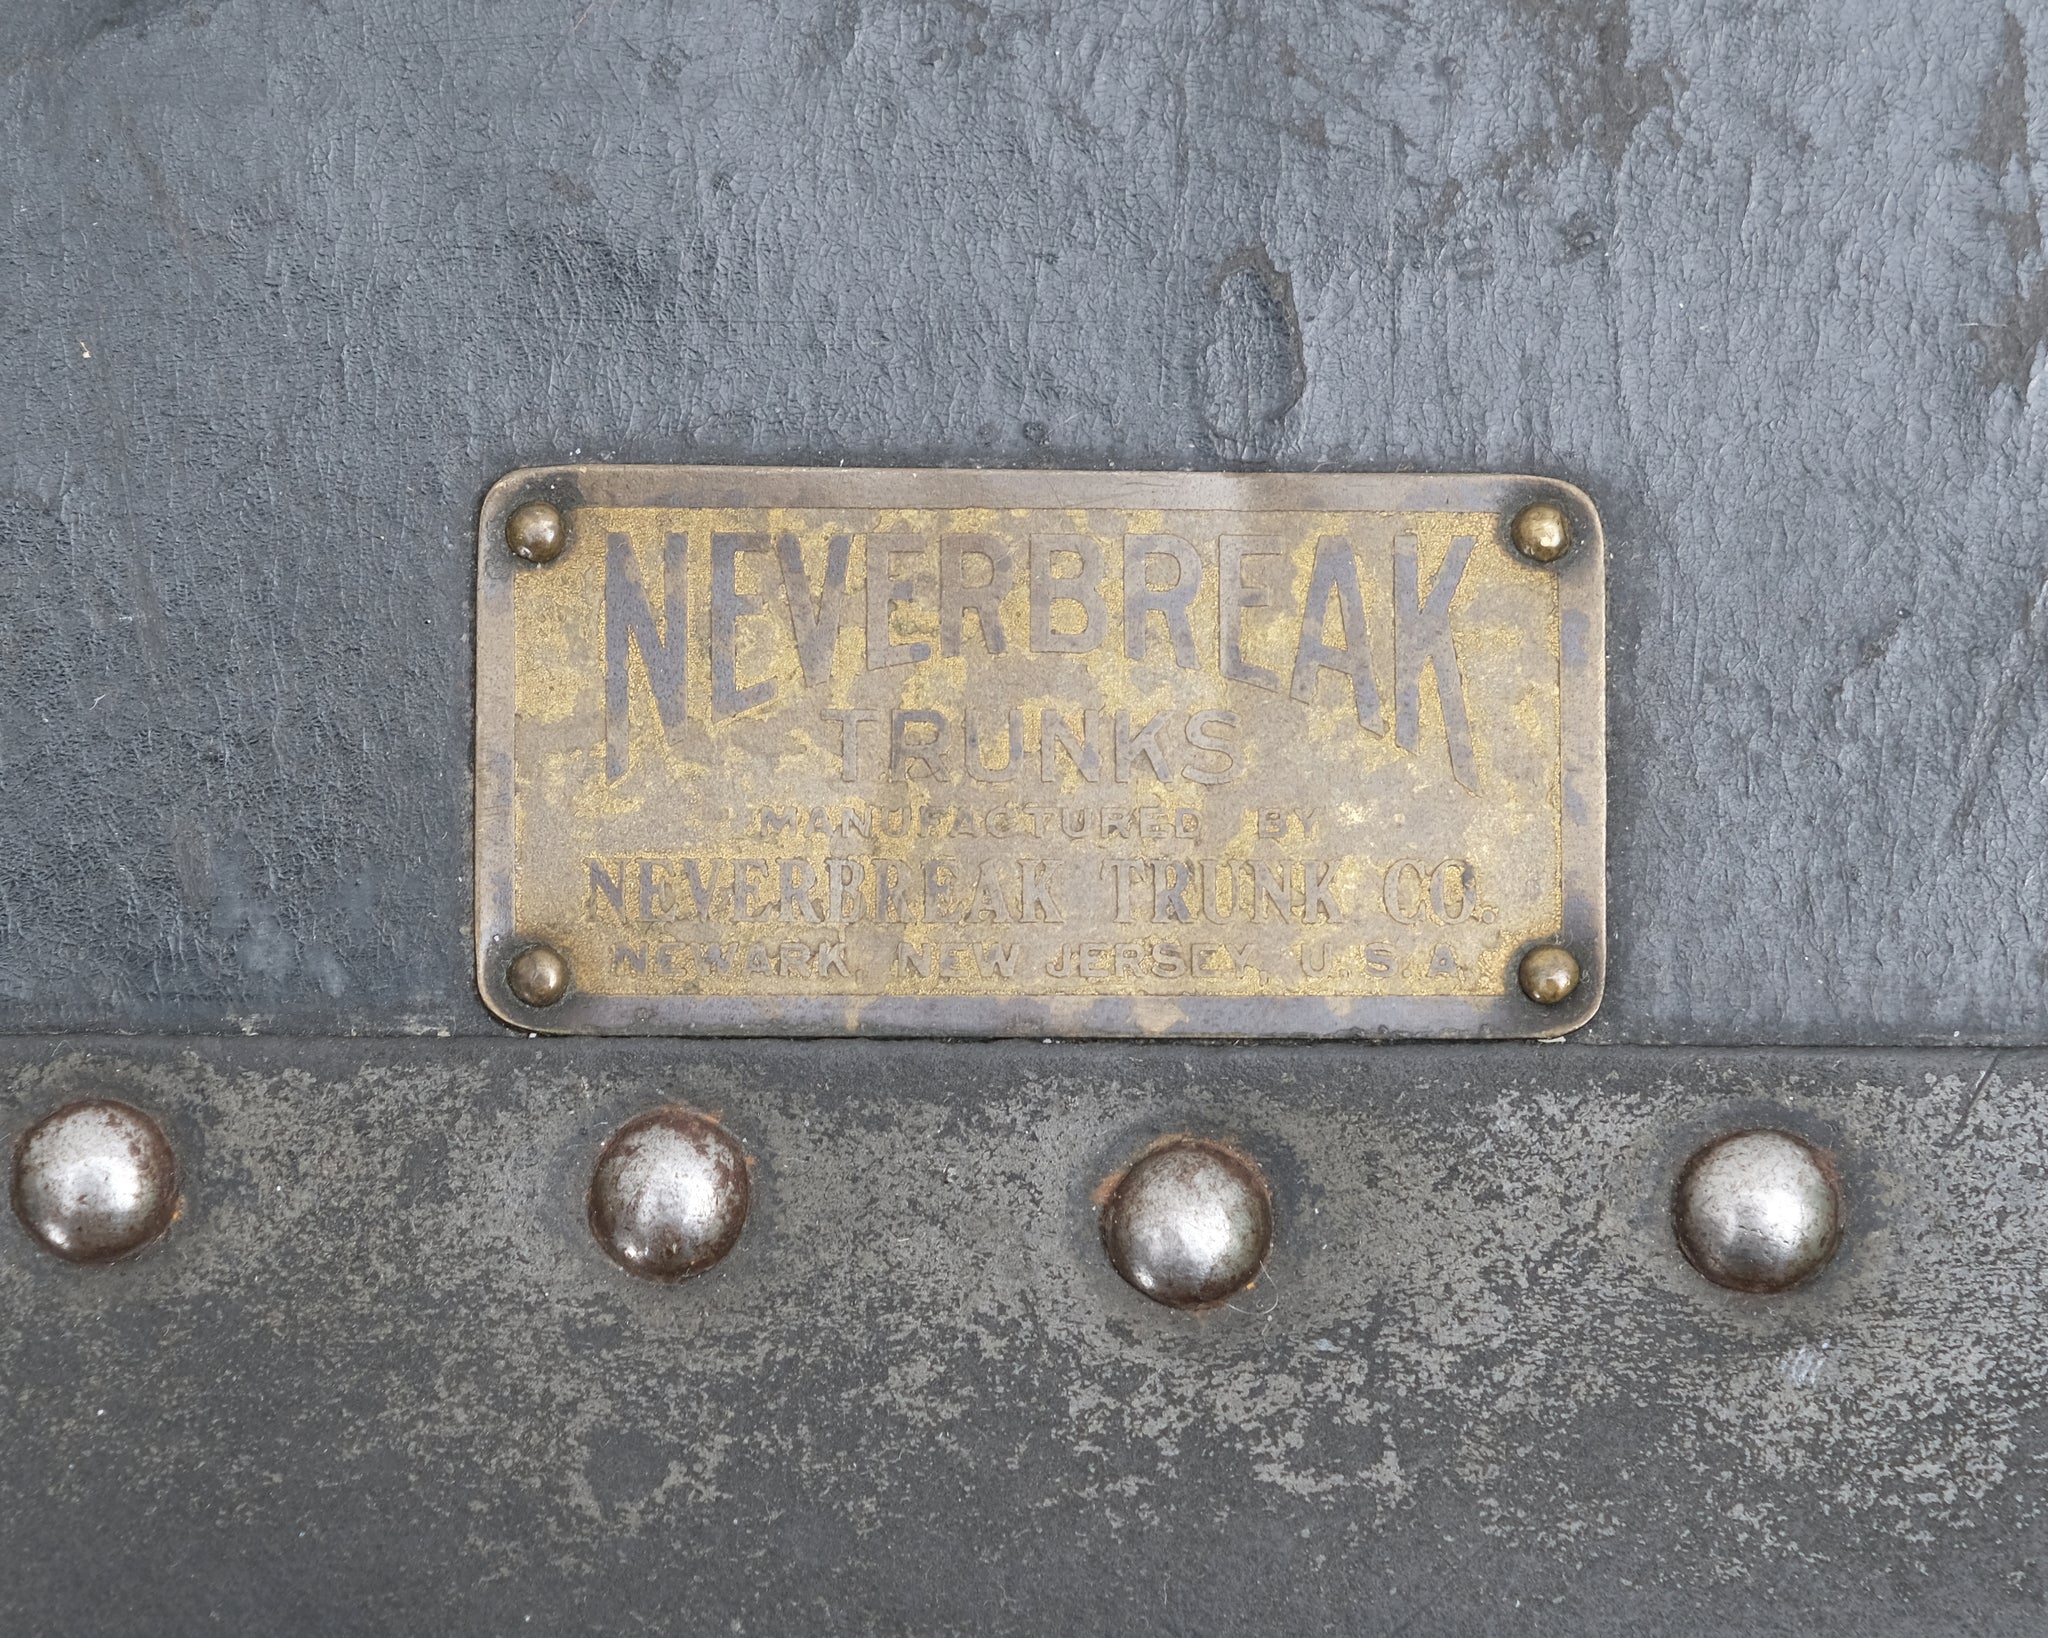 NEVERBREAK
TRUNKS
MANUFACTURED BY
NEVERBREAK TRUNK CO.
NEWARK, NEW JERSEY, U.S.A.